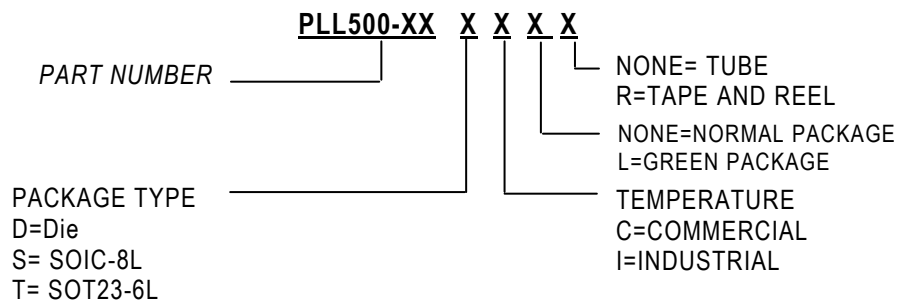 PLL500-XX X X X X
PART NUMBER
NONE= TUBE
R=TAPE AND REEL
NONE=NORMAL PACKAGE
L=GREEN PACKAGE
PACKAGE TYPE
D=Die
S= SOIC-8L
T= SOT23-6L
TEMPERATURE
C=COMMERCIAL
I=INDUSTRIAL